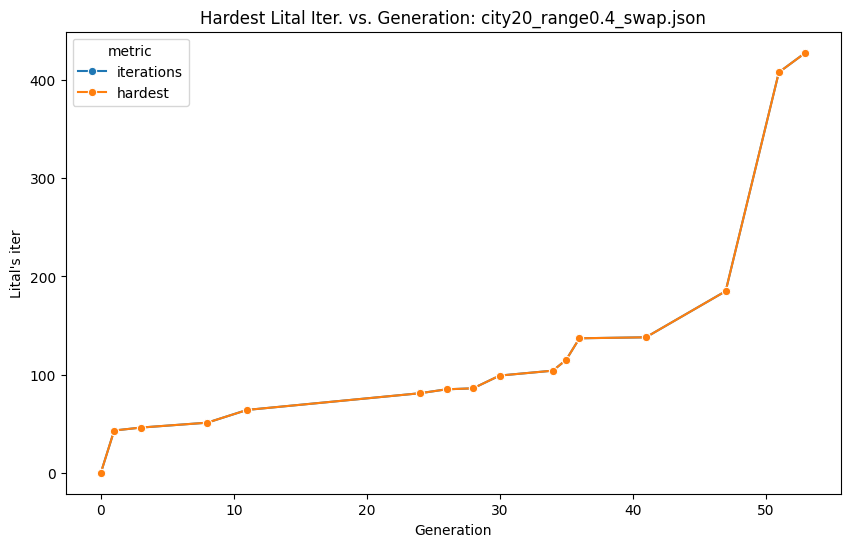 Hardest Lital Iter. vs. Generation: city20_range0.4_swap.json
metric
iterations
hardest
400
300
200
100
0
Lital's iter
0 10 20 30 40 50
Generation